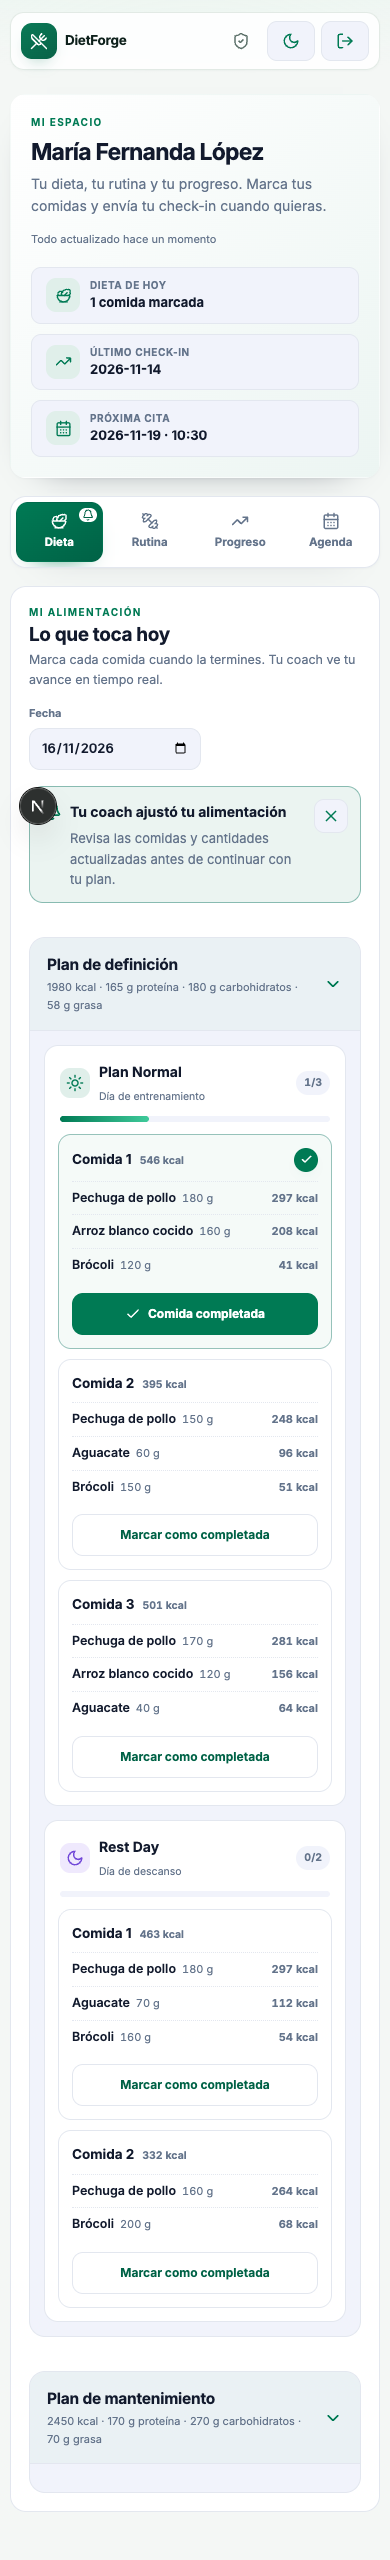 DietForge
MI ESPACIO
María Fernanda López
Tu dieta, tu rutina y tu progreso. Marca tus
comidas y envía tu check-in cuando quieras.
Todo actualizado hace un momento
DIETA DE HOY
1 comida marcada
ÚLTIMO CHECK-IN
2026-11-14
PRÓXIMA CITA
2026-11-19 · 10:30
Dieta
Rutina
Progreso
Agenda
MI ALIMENTACIÓN
Lo que toca hoy
Marca cada comida cuando la termines. Tu coach ve tu
avance en tiempo real.
Fecha
16/11/2026
N
Tu coach ajustó tu alimentación
Revisa las comidas y cantidades
actualizadas antes de continuar con
tu plan.
Plan de definición
1980 kcal · 165 g proteína · 180 g carbohidratos ·
58 g grasa
Plan Normal
Día de entrenamiento
1/3
Comida 1 546 kcal
Pechuga de pollo 180 g 297 kcal
Arroz blanco cocido 160 g 208 kcal
Brócoli 120 g 41 kcal
Comida completada
Comida 2 395 kcal
Pechuga de pollo 150 g 248 kcal
Aguacate 60 g 96 kcal
Brócoli 150 g 51 kcal
Marcar como completada
Comida 3 501 kcal
Pechuga de pollo 170 g 281 kcal
Arroz blanco cocido 120 g 156 kcal
Aguacate 40 g 64 kcal
Marcar como completada
Rest Day
Día de descanso
0/2
Comida 1 463 kcal
Pechuga de pollo 180 g 297 kcal
Aguacate 70 g 112 kcal
Brócoli 160 g 54 kcal
Marcar como completada
Comida 2 332 kcal
Pechuga de pollo 160 g 264 kcal
Brócoli 200 g 68 kcal
Marcar como completada
Plan de mantenimiento
2450 kcal · 170 g proteína · 270 g carbohidratos ·
70 g grasa